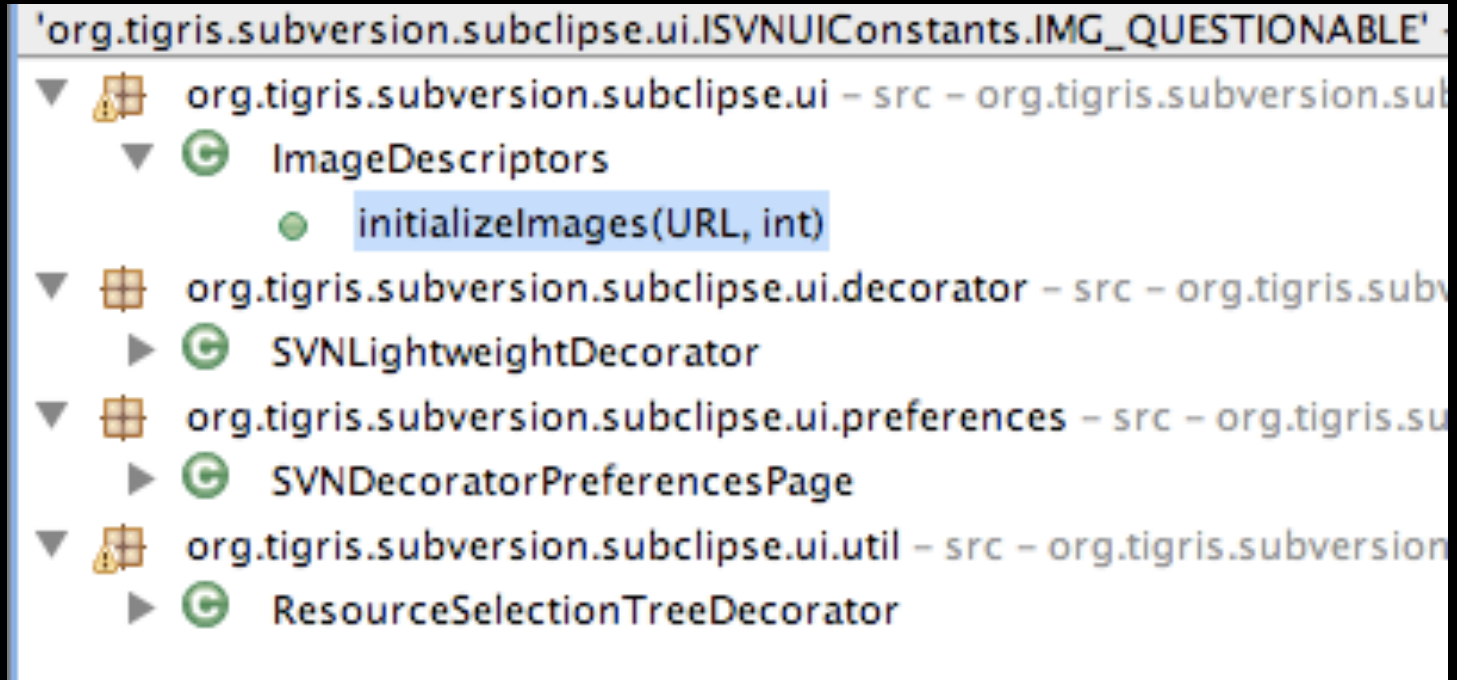 'org.tigris.subversion.subclipse.ui.ISVNUIConstants.IMG_QUESTIONABLE' -
org.tigris.subversion.subclipse.ui – src – org.tigris.subversion.sub
ImageDescriptors
initializeImages(URL, int)
org.tigris.subversion.subclipse.ui.decorator – src – org.tigris.subv
SVNLightweightDecorator
org.tigris.subversion.subclipse.ui.preferences – src – org.tigris.su
SVNDecoratorPreferencesPage
org.tigris.subversion.subclipse.ui.util – src – org.tigris.subversion
ResourceSelectionTreeDecorator